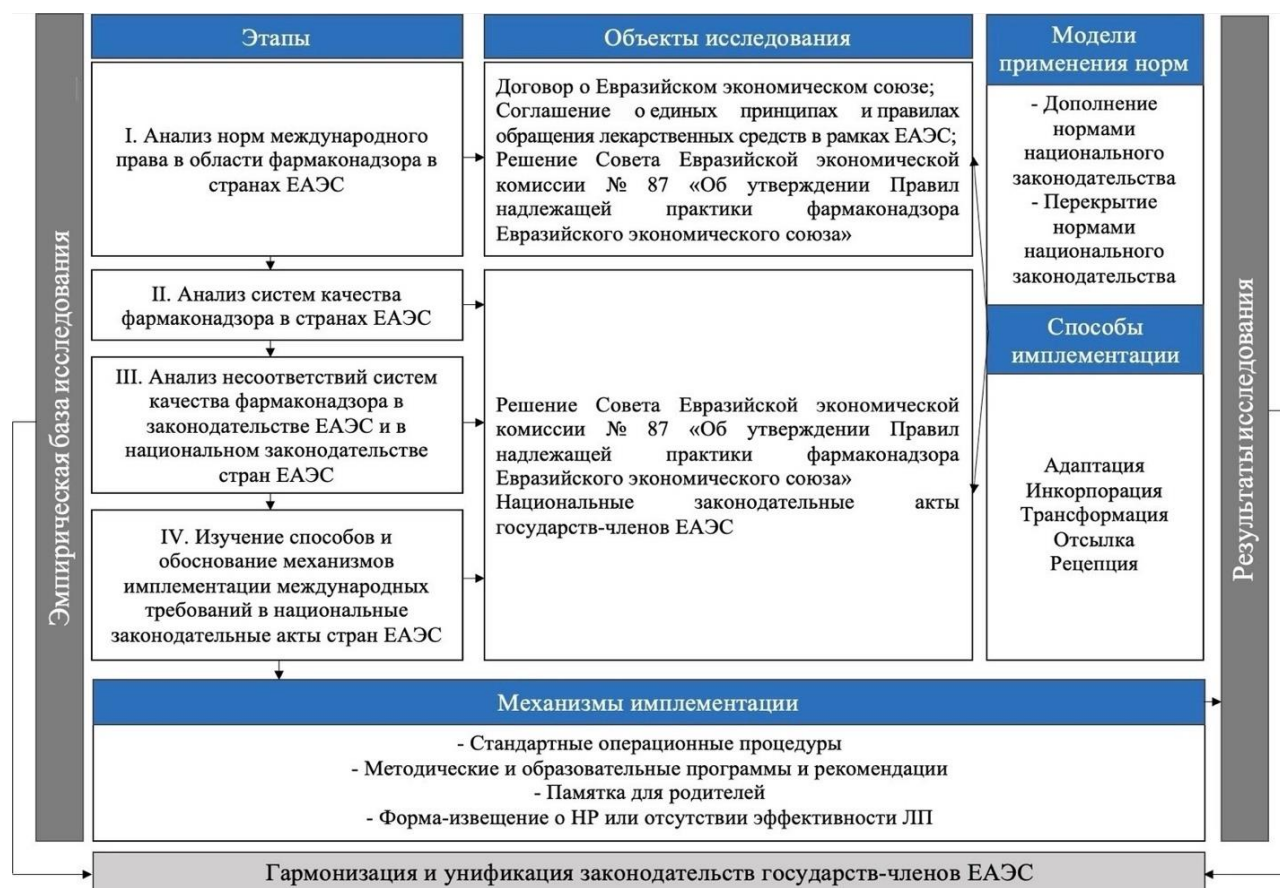 Эмпирическая база исследования
Этапы
I. Анализ норм международного
права в области фармаконадзора в
странах ЕАЭС
II. Анализ систем качества
фармаконадзора в странах ЕАЭС
III. Анализ несоответствий систем
качества фармаконадзора в
законодательстве ЕАЭС и в
национальном законодательстве
стран ЕАЭС
IV. Изучение способов и
обоснование механизмов
имплементации международных
требований в национальные
законодательные акты стран ЕАЭС
Объекты исследования
Договор о Евразийском экономическом союзе;
Соглашение о единых принципах и правилах
обращения лекарственных средств в рамках ЕАЭС;
Решение Совета Евразийской экономической
комиссии № 87 «Об утверждении Правил
надлежащей практики фармаконадзора
Евразийского экономического союза»
Решение Совета Евразийской экономической
комиссии № 87 «Об утверждении Правил
надлежащей практики фармаконадзора
Евразийского экономического союза»
Национальные законодательные акты
государств-членов ЕАЭС
Модели
применения норм
- Дополнение
нормами
национального
законодательства
- Перекрытие
нормами
национального
законодательства
Способы
имплементации
Адаптация
Инкорпорация
Трансформация
Отсылка
Рецепция
Результаты исследования
Механизмы имплементации
- Стандартные операционные процедуры
- Методические и образовательные программы и рекомендации
- Памятка для родителей
- Форма-извещение о НР или отсутствии эффективности ЛП
Гармонизация и унификация законодательств государств-членов ЕАЭС